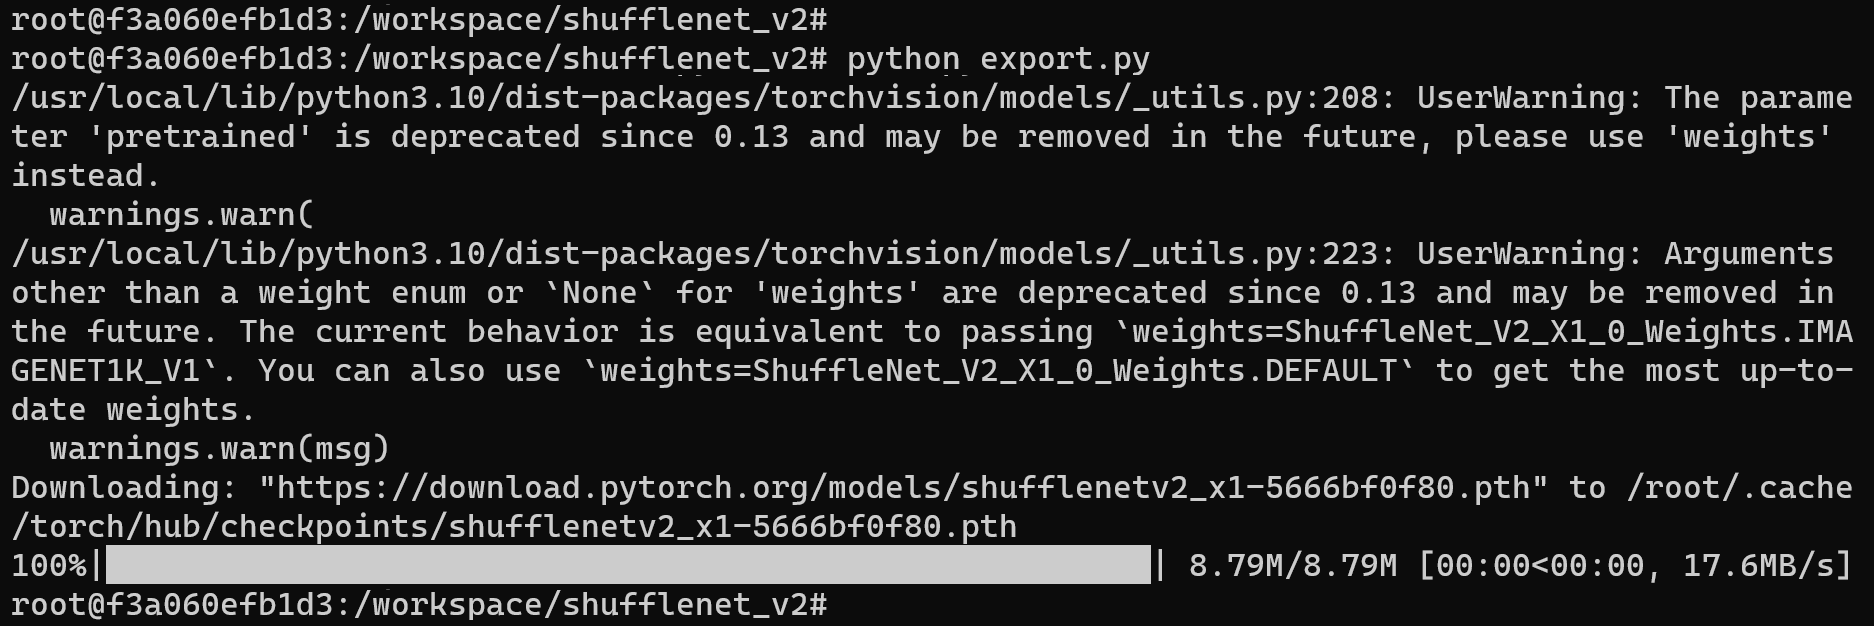 root@f3a060efb1d3:/workspace/shufflenet_v2#
root@f3a060efb1d3:/workspace/shufflenet_v2# python export.py
/usr/local/lib/python3.10/dist-packages/torchvision/models/_utils.py:208: UserWarning: The parame
ter 'pretrained' is deprecated since 0.13 and may be removed in the future, please use 'weights'
instead.
  warnings.warn(
/usr/local/lib/python3.10/dist-packages/torchvision/models/_utils.py:223: UserWarning: Arguments
other than a weight enum or `None` for 'weights' are deprecated since 0.13 and may be removed in
the future. The current behavior is equivalent to passing `weights=ShuffleNet_V2_X1_0_Weights.IMA
GENET1K_V1`. You can also use `weights=ShuffleNet_V2_X1_0_Weights.DEFAULT` to get the most up-to-
date weights.
  warnings.warn(msg)
Downloading: "https://download.pytorch.org/models/shufflenetv2_x1-5666bf0f80.pth" to /root/.cache
/torch/hub/checkpoints/shufflenetv2_x1-5666bf0f80.pth
100%|| 8.79M/8.79M [00:00<00:00, 17.6MB/s]
root@f3a060efb1d3:/workspace/shufflenet_v2#